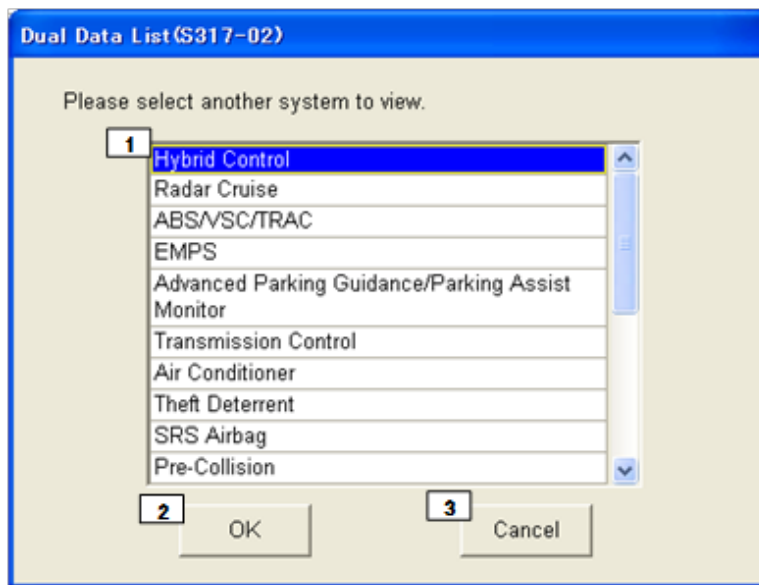 Dual Data List(S317-02)
Please select another system to view.
1
Hybrid Control
Radar Cruise
ABS/VSC/TRAC
EMPS
Advanced Parking Guidance/Parking Assist
Monitor
Transmission Control
Air Conditioner
Theft Deterrent
SRS Airbag
Pre-Collision
2
OK
3
Cancel